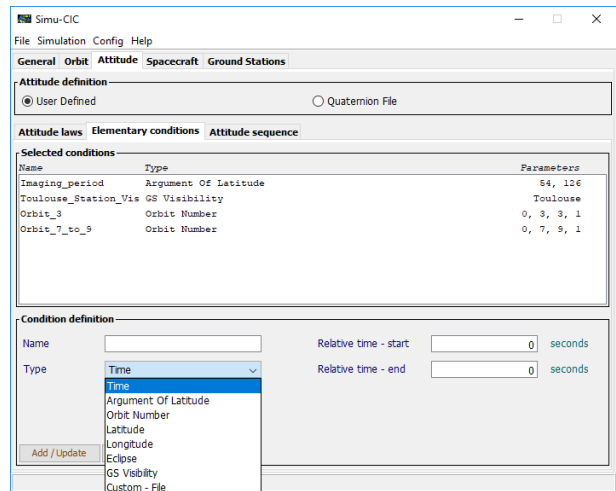 Simu-CIC
File Simulation Config Help
General Orbit Attitude Spacecraft Ground Stations
Attitude definition
User Defined Quaternion File
Attitude laws Elementary conditions Attitude sequence
Selected conditions
Name Type Parameters
Imaging_period Argument Of Latitude 54, 126
Toulouse_Station_Vis GS Visibility Toulouse
Orbit_3 Orbit Number 0, 3, 3, 1
Orbit_7_to_9 Orbit Number 0, 7, 9, 1
Condition definition
Name Relative time - start 0 seconds
Type Time Relative time - end 0 seconds
Time
Argument Of Latitude
Orbit Number
Latitude
Longitude
Add / Update Eclipse
GS Visibility
Custom - File